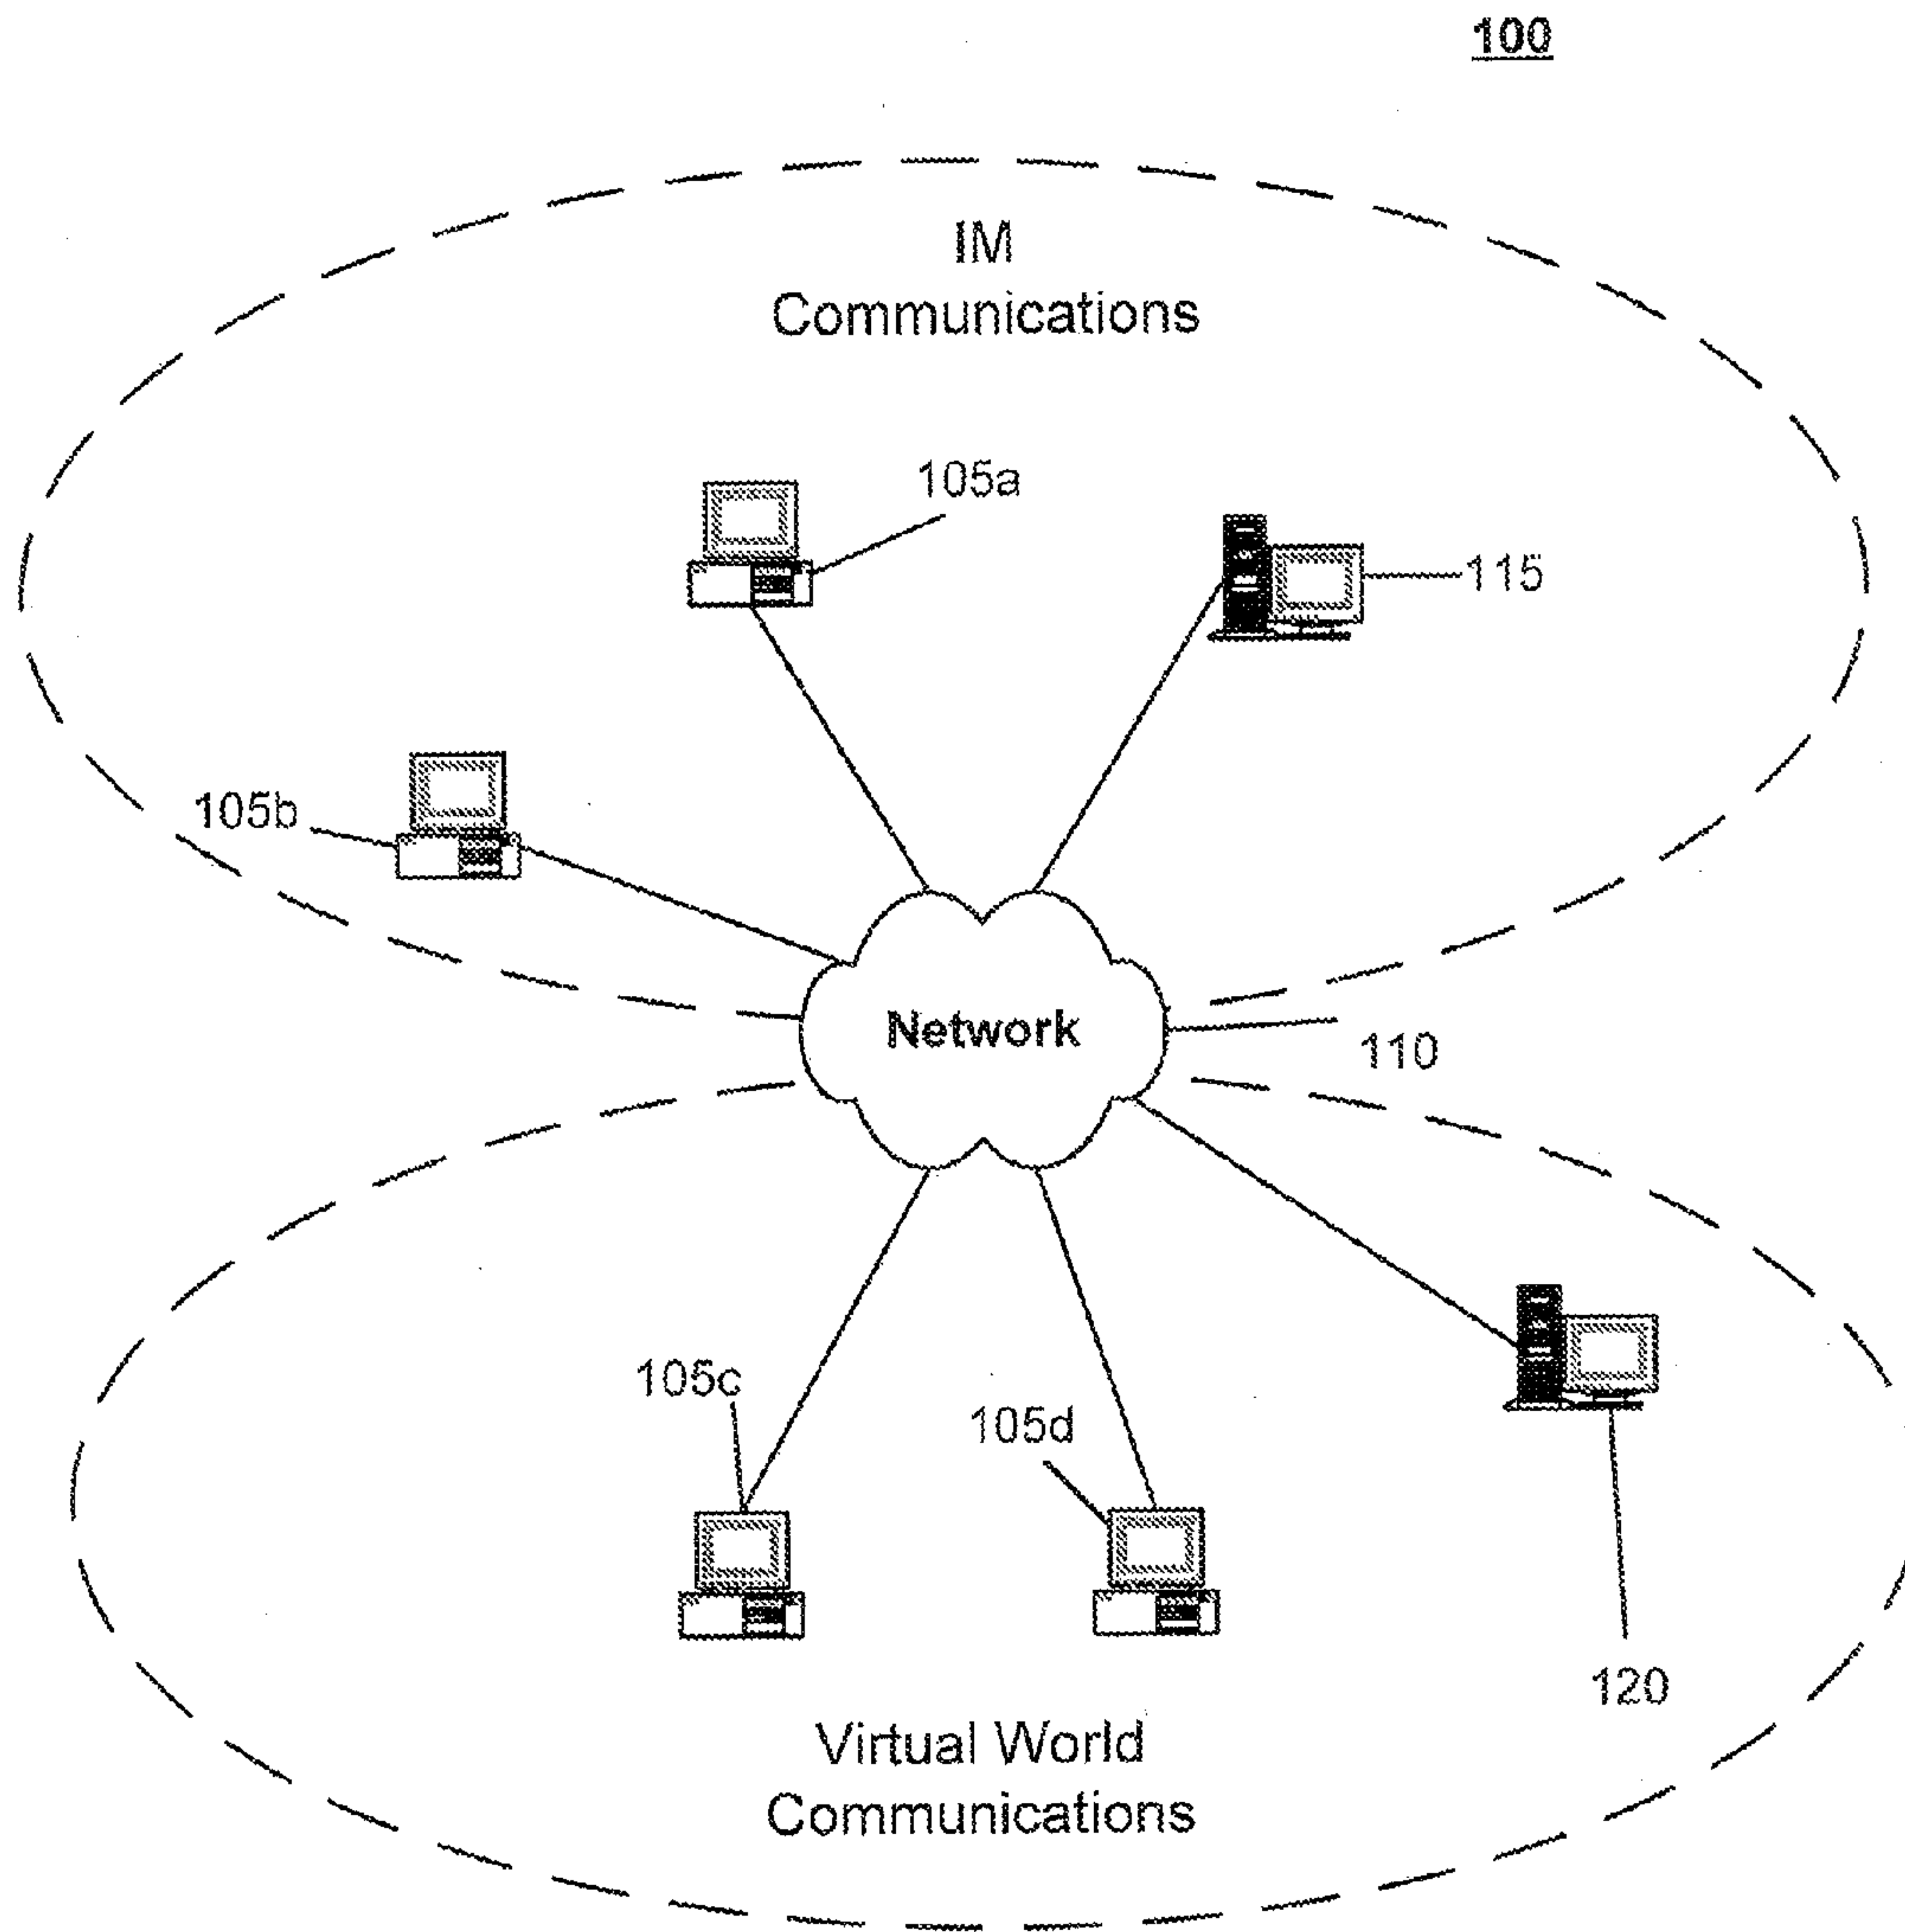 100
IM
Communications
105a
115
105b
Network
110
105c
105d
120
Virtual World
Communications